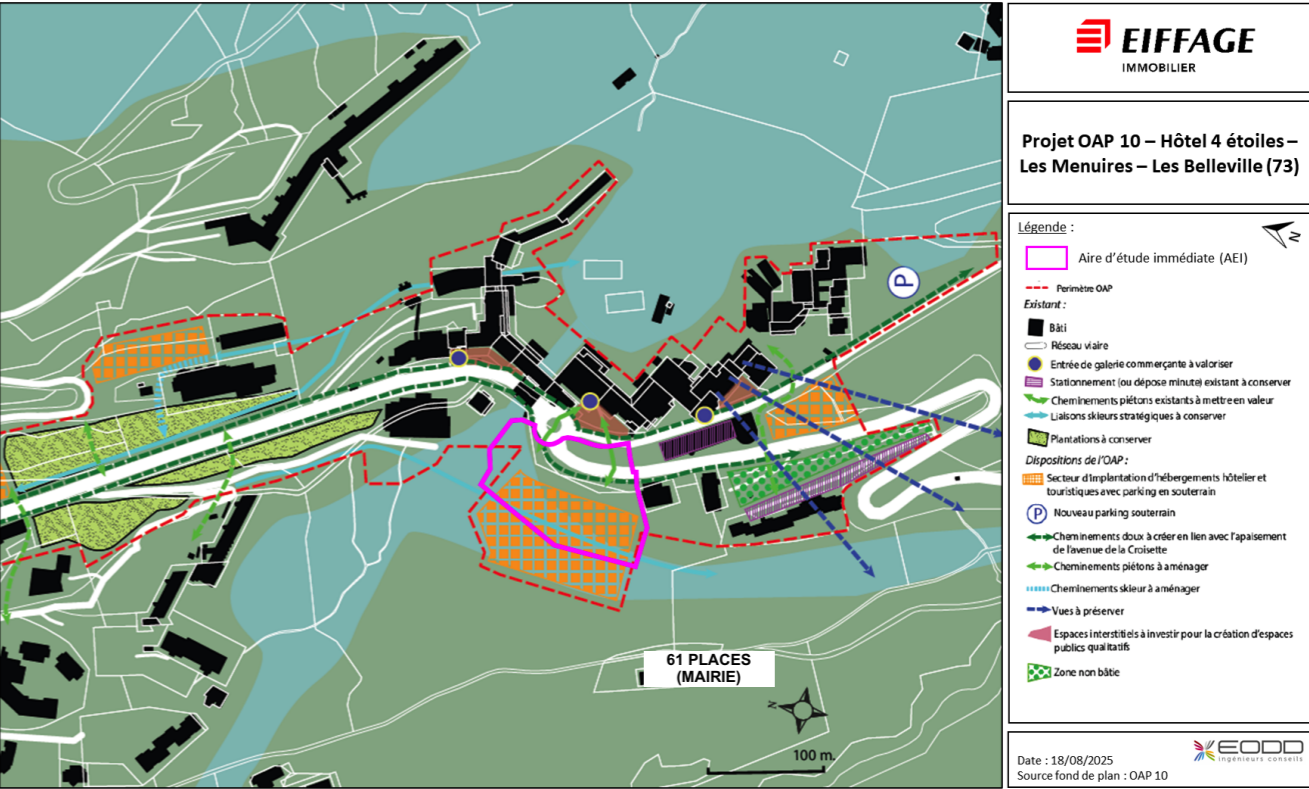 EIFFAGE
IMMOBILIER
Projet OAP 10 – Hôtel 4 étoiles –
Les Menuires – Les Belleville (73)
Légende :
N
Aire d'étude immédiate (AEI)
Perimètre OAP
Existant :
Bâti
Réseau viaire
Entrée de galerie commerçante à valoriser
Stationnement (ou dépose minute) existant à conserver
Cheminements piétons existants à mettre en valeur
Liaisons skieurs stratégiques à conserver
Plantations à conserver
Dispositions de l'OAP :
Secteur d'implantation d'hébergements hôtelier et
touristiques avec parking en souterrain
P Nouveau parking souterrain
Cheminements doux à créer en lien avec l'apaisement
de l'avenue de la Croisette
Cheminements piétons à aménager
Cheminements skieur à aménager
Vues à préserver
Espaces interstitiels à investir pour la création d'espaces
publics qualitatifs
Zone non bâtie
P
61 PLACES
(MAIRIE)
N
100 m.
Date : 18/08/2025
Source fond de plan : OAP 10
EODD
ingénieurs conseils